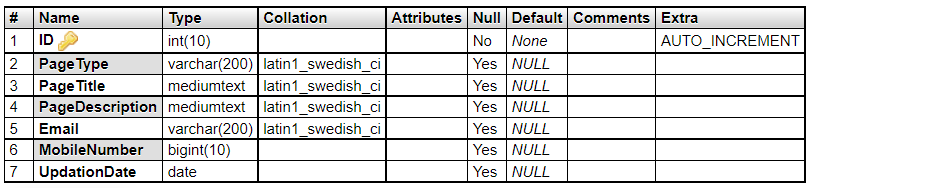 # Name Type Collation Attributes Null Default Comments Extra
1 ID int(10) No None AUTO_INCREMENT
2 PageType varchar(200) latin1_swedish_ci Yes NULL
3 PageTitle mediumtext latin1_swedish_ci Yes NULL
4 PageDescription mediumtext latin1_swedish_ci Yes NULL
5 Email varchar(200) latin1_swedish_ci Yes NULL
6 MobileNumber bigint(10) Yes NULL
7 UpdationDate date Yes NULL